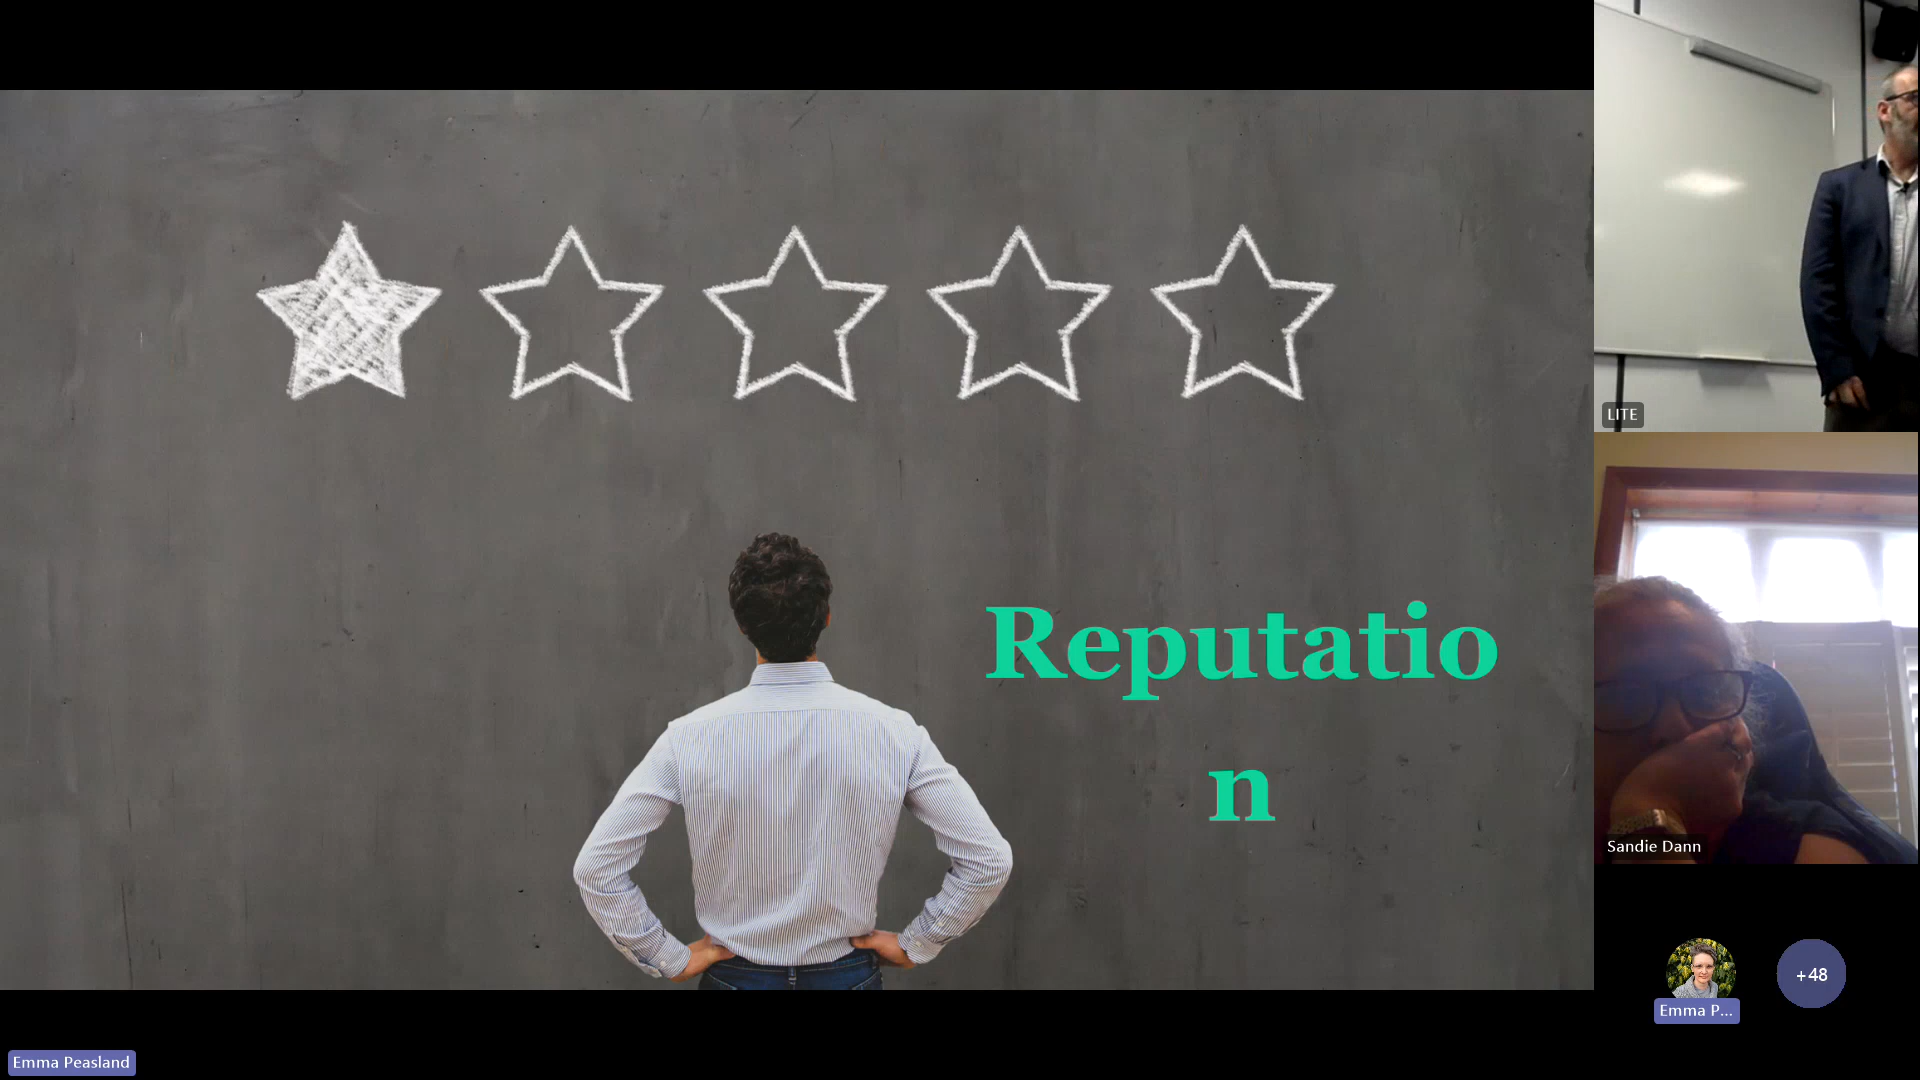 Reputatio
n
LITE
Sandie Dann
Emma P...
+48
Emma Peasland